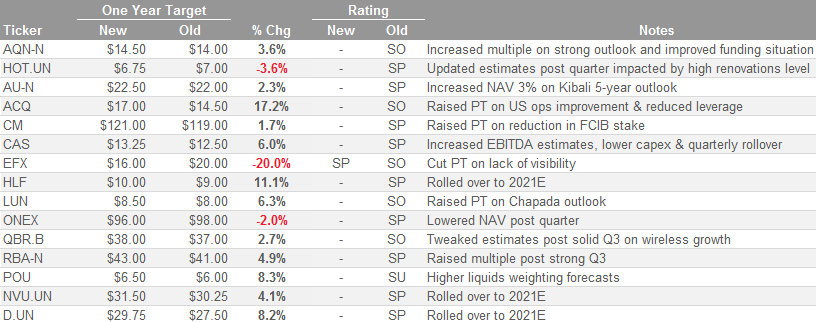 One Year Target Rating
Ticker New Old % Chg New Old Notes
AQN-N $14.50 $14.00 3.6% - SO Increased multiple on strong outlook and improved funding situation
HOT.UN $6.75 $7.00 -3.6% - SP Updated estimates post quarter impacted by high renovations level
AU-N $22.50 $22.00 2.3% - SP Increased NAV 3% on Kibali 5-year outlook
ACQ $17.00 $14.50 17.2% - SO Raised PT on US ops improvement & reduced leverage
CM $121.00 $119.00 1.7% - SP Raised PT on reduction in FCIB stake
CAS $13.25 $12.50 6.0% - SP Increased EBITDA estimates, lower capex & quarterly rollover
EFX $16.00 $20.00 -20.0% SP SO Cut PT on lack of visibility
HLF $10.00 $9.00 11.1% - SP Rolled over to 2021E
LUN $8.50 $8.00 6.3% - SO Raised PT on Chapada outlook
ONEX $96.00 $98.00 -2.0% - SP Lowered NAV post quarter
QBR.B $38.00 $37.00 2.7% - SO Tweaked estimates post solid Q3 on wireless growth
RBA-N $43.00 $41.00 4.9% - SP Raised multiple post strong Q3
POU $6.50 $6.00 8.3% - SU Higher liquids weighting forecasts
NVU.UN $31.50 $30.25 4.1% - SP Rolled over to 2021E
D.UN $29.75 $27.50 8.2% - SP Rolled over to 2021E